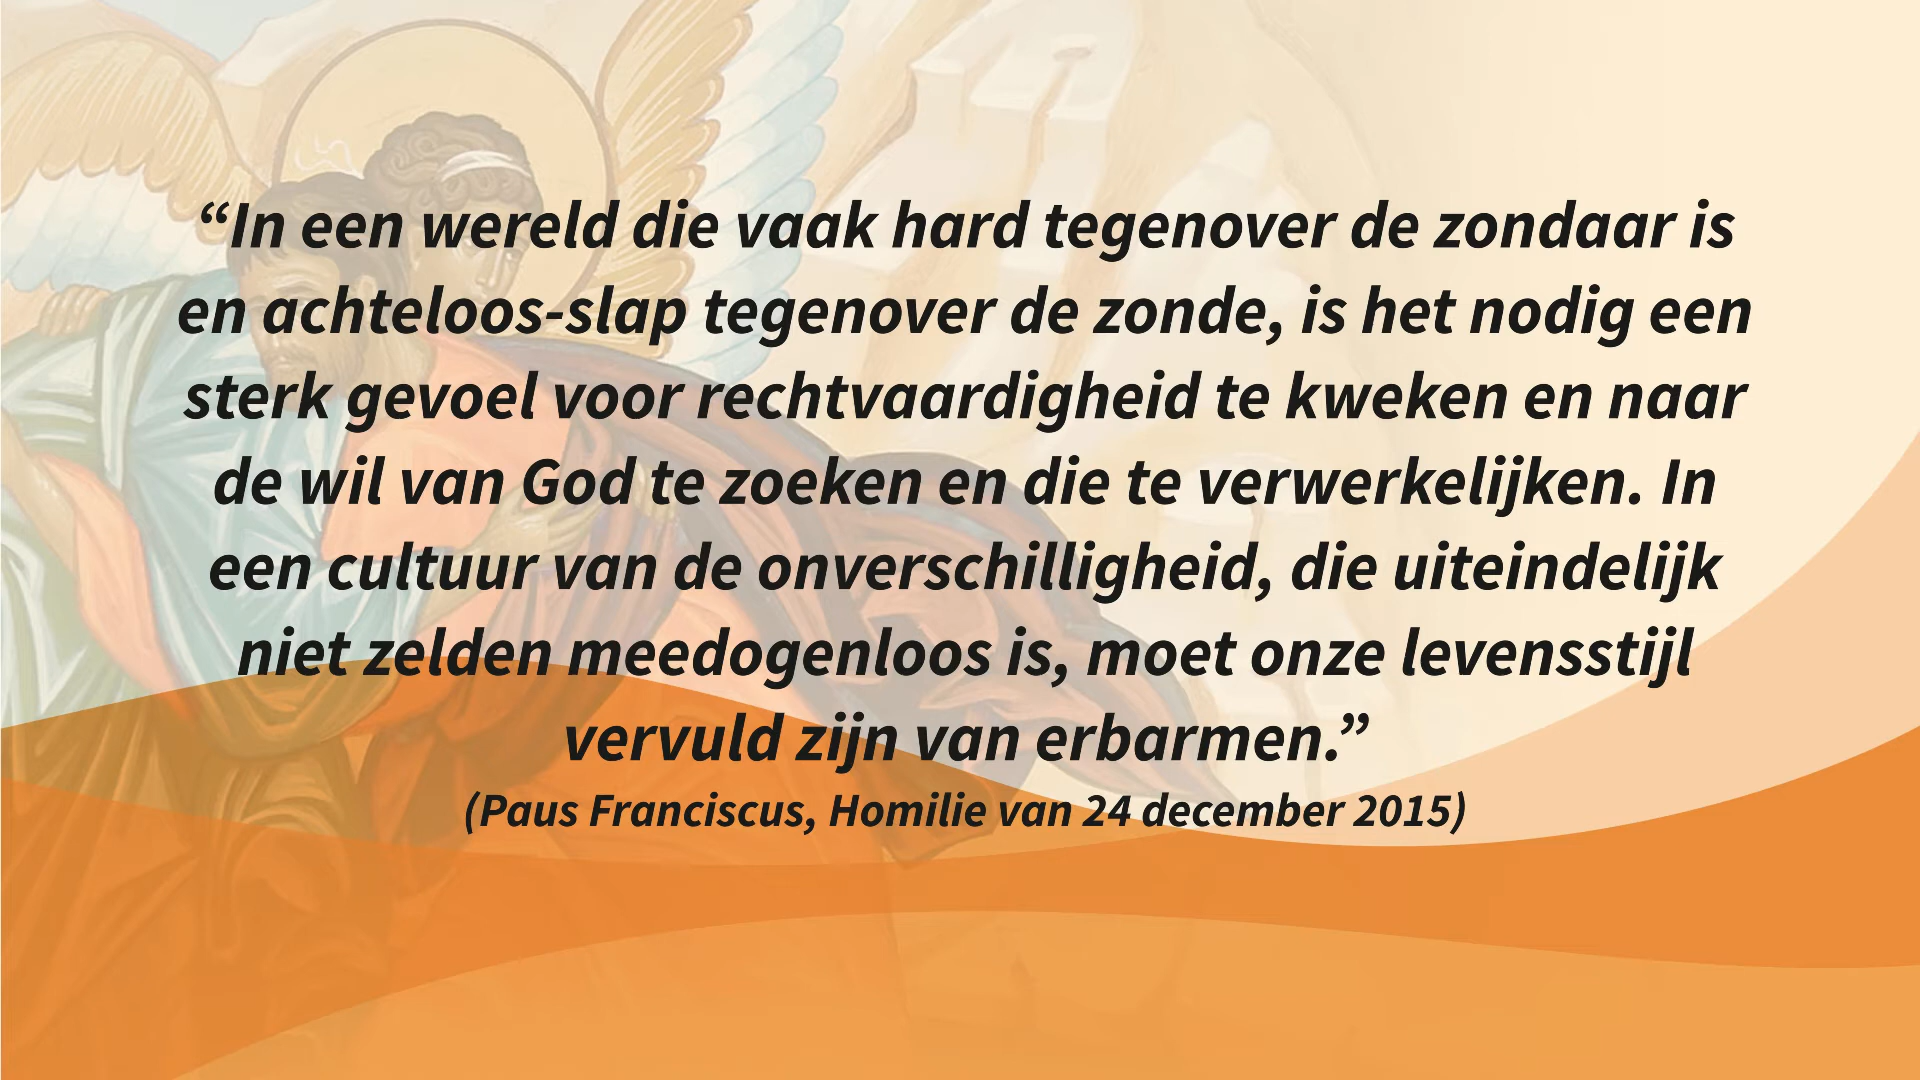 “In een wereld die vaak hard tegenover de zondaar is
en achteloos-slap tegenover de zonde, is het nodig een
sterk gevoel voor rechtvaardigheid te kweken en naar
de wil van God te zoeken en die te verwerkelijken. In
een cultuur van de onverschilligheid, die uiteindelijk
niet zelden meedogenloos is, moet onze levensstijl
vervuld zijn van erbarmen.”
(Paus Franciscus, Homilie van 24 december 2015)